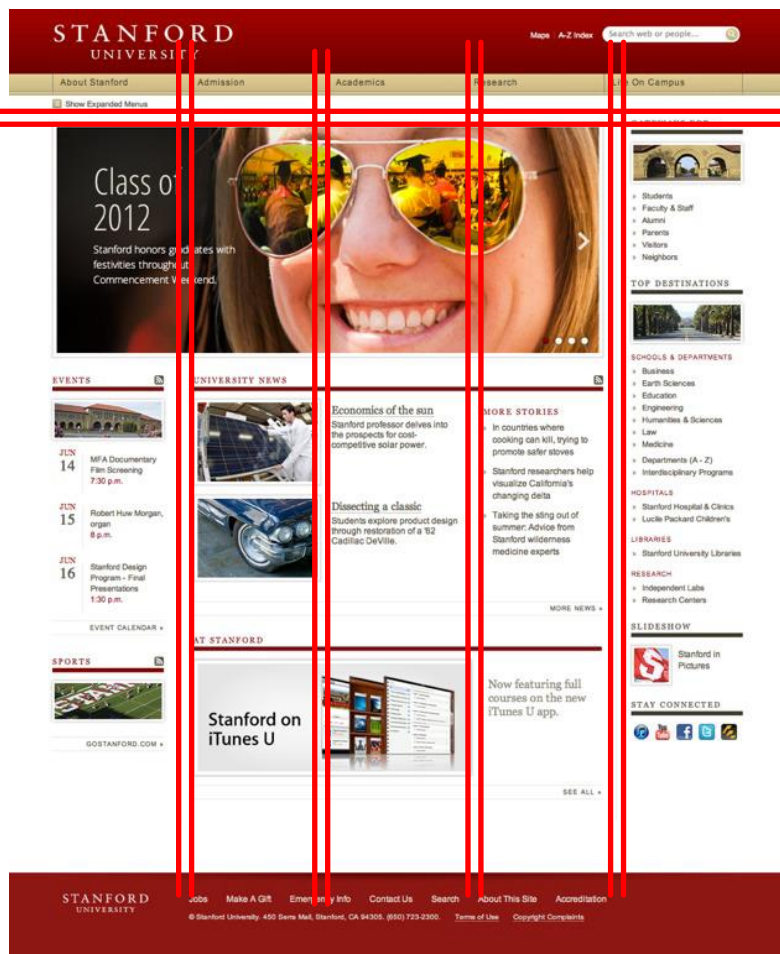 STANFORD
UNIVERSITY
Maps A-Z Index Search web or people...
About Stanford Admission Academics Research Life On Campus
Show Expanded Menus
Class of
2012
Stanford honors graduates with
festivities throughout
Commencement Weekend.
Students
Faculty & Staff
Alumni
Parents
Visitors
Neighbors
TOP DESTINATIONS
SCHOOLS & DEPARTMENTS
Business
Earth Sciences
Education
Engineering
Humanities & Sciences
Law
Medicine
Departments (A - Z)
Interdisciplinary Programs
HOSPITALS
Stanford Hospital & Clinics
Lucile Packard Children's
LIBRARIES
Stanford University Libraries
RESEARCH
Independent Labs
Research Centers
SLIDESHOW
Stanford in
Pictures
STAY CONNECTED
EVENTS
JUN
14
MFA Documentary
Film Screening
7:30 p.m.
JUN
15
Robert Huw Morgan,
organ
8 p.m.
JUN
16
Stanford Design
Program - Final
Presentations
1:30 p.m.
EVENT CALENDAR »
SPORTS
GOSTANFORD.COM »
UNIVERSITY NEWS
Economics of the sun
Stanford professor delves into
the prospects for cost-
competitive solar power.
Dissecting a classic
Students explore product design
through restoration of a '62
Cadillac DeVille.
MORE STORIES
In countries where
cooking can kill, trying to
promote safer stoves
Stanford researchers help
visualize California's
changing delta
Taking the sting out of
summer: Advice from
Stanford wilderness
medicine experts
MORE NEWS »
AT STANFORD
Stanford on
iTunes U
Now featuring full
courses on the new
iTunes U app.
SEE ALL »
STANFORD
UNIVERSITY
Jobs Make A Gift Emergency Info Contact Us Search About This Site Accreditation
© Stanford University. 450 Serra Mall, Stanford, CA 94305. (650) 723-2300. Terms of Use Copyright Complaints